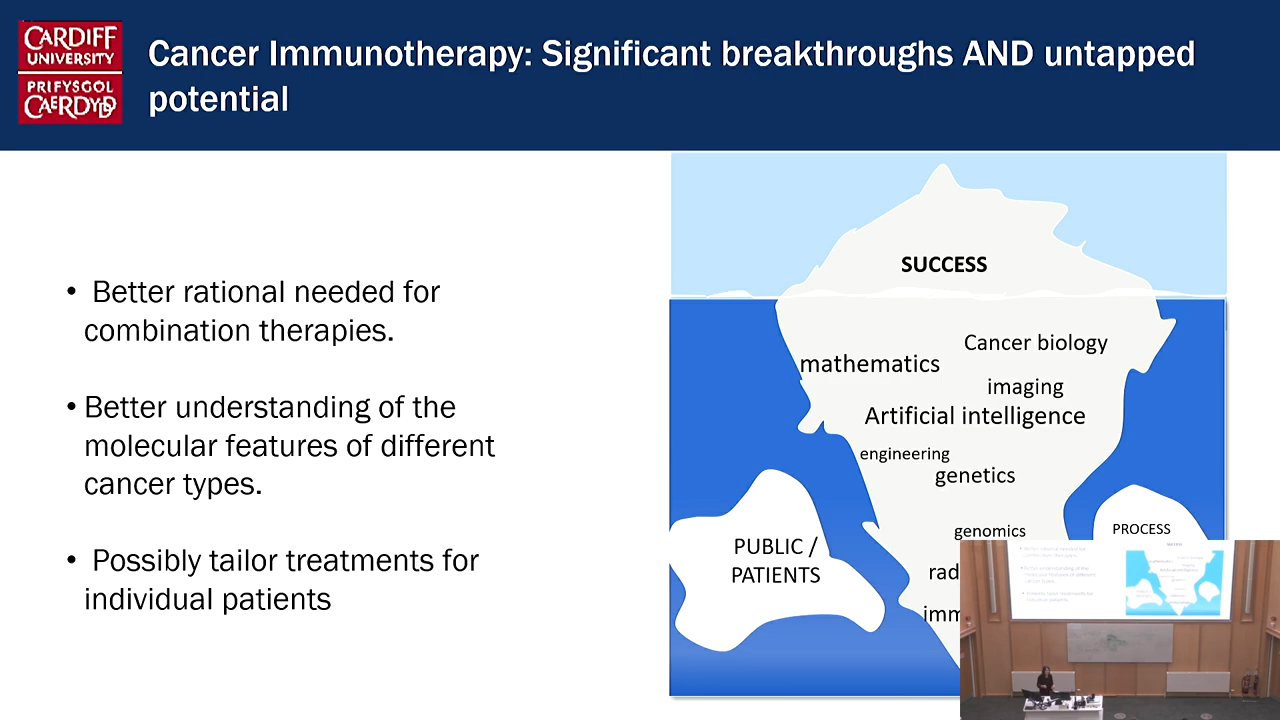 CARDIFF
UNIVERSITY
PRIFYSGOL
CAERDYDD
Cancer Immunotherapy: Significant breakthroughs AND untapped
potential
• Better rational needed for
combination therapies.
• Better understanding of the
molecular features of different
cancer types.
• Possibly tailor treatments for
individual patients
SUCCESS
Cancer biology
mathematics
imaging
Artificial intelligence
engineering
genetics
genomics
PROCESS
PUBLIC /
PATIENTS
rad
imm